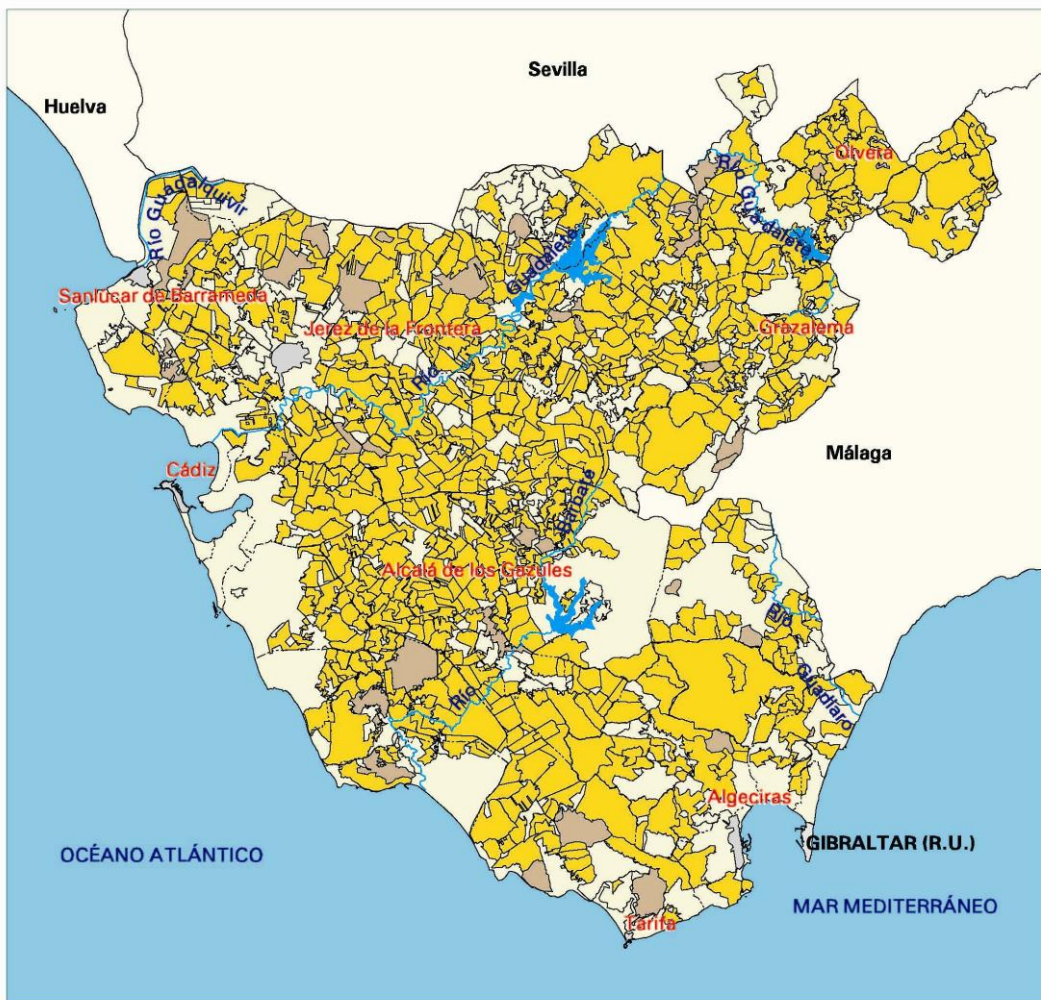 Sevilla
Huelva
Olvera
Río Guadalquivir
Río Guadalete
Guadalete
Sanlúcar de Barrameda
Jerez de la Frontera
Grazalema
Río
Málaga
Cádiz
Barbate
Alcalá de los Gazules
Río
Río
Guadiaro
Algeciras
GIBRALTAR (R.U.)
OCÉANO ATLÁNTICO
MAR MEDITERRÁNEO
Tarifa